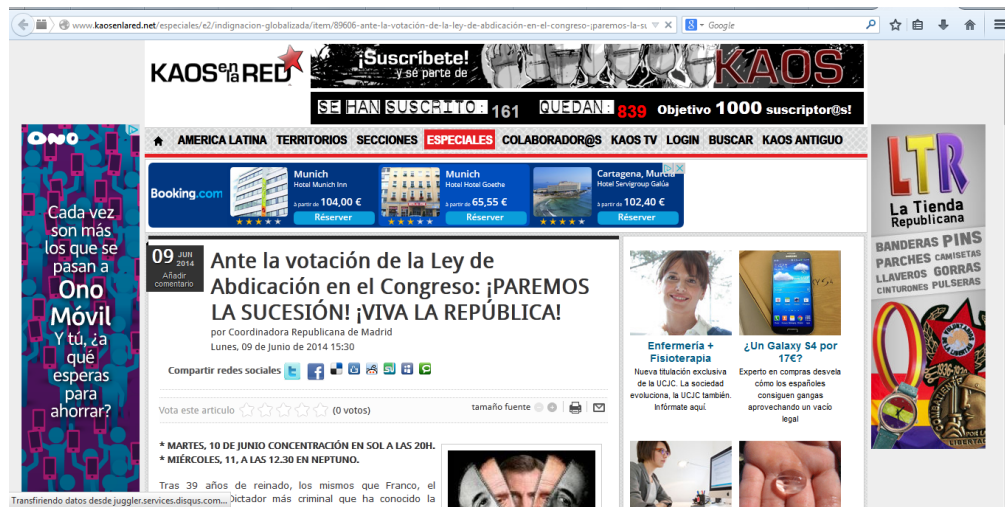 www.kaosenlared.net/especiales/e2/indignacion-globalizada/item/89606-ante-la-votación-de-la-ley-de-abdicación-en-el-congreso-¡paremos-la-su
Google
KAOS en la RED
¡Suscríbete!
y sé parte de
KAOS
SE HAN SUSCRITO: 161 QUEDAN: 839 Objetivo 1000 suscriptor@s!
AMERICA LATINA TERRITORIOS SECCIONES ESPECIALES COLABORADOR@S KAOS TV LOGIN BUSCAR KAOS ANTIGUO
ONO
Cada vez
son más
los que se
pasan a
Ono
Móvil
Y tú, ¿a
qué
esperas
para
ahorrar?
Booking.com
Munich
Hotel Munich Inn
à partir de 104,00 €
Réserver
Munich
Hotel Hotel Goethe
à partir de 65,55 €
Réserver
Cartagena, Murcia
Hotel Servigroup Galúa
à partir de 102,40 €
Réserver
09 JUN
2014
Añadir
comentario
Ante la votación de la Ley de
Abdicación en el Congreso: ¡PAREMOS
LA SUCESIÓN! ¡VIVA LA REPÚBLICA!
por Coordinadora Republicana de Madrid
Lunes, 09 de Junio de 2014 15:30
Compartir redes sociales
Vota este articulo (0 votos)
tamaño fuente
* MARTES, 10 DE JUNIO CONCENTRACIÓN EN SOL A LAS 20H.
* MIÉRCOLES, 11, A LAS 12.30 EN NEPTUNO.
Tras 39 años de reinado, los mismos que Franco, el
Dictador más criminal que ha conocido la
Enfermería +
Fisioterapia
Nueva titulación exclusiva
de la UCJC. La sociedad
evoluciona, la UCJC también.
Infórmate aquí.
¿Un Galaxy S4 por
17€?
Experto en compras desvela
cómo los españoles
consiguen gangas
aprovechando un vacío
legal
LTR
La Tienda
Republicana
BANDERAS PINS
PARCHES CAMISETAS
LLAVEROS GORRAS
CINTURONES PULSERAS
Transfiriendo datos desde juggler.services.disqus.com...